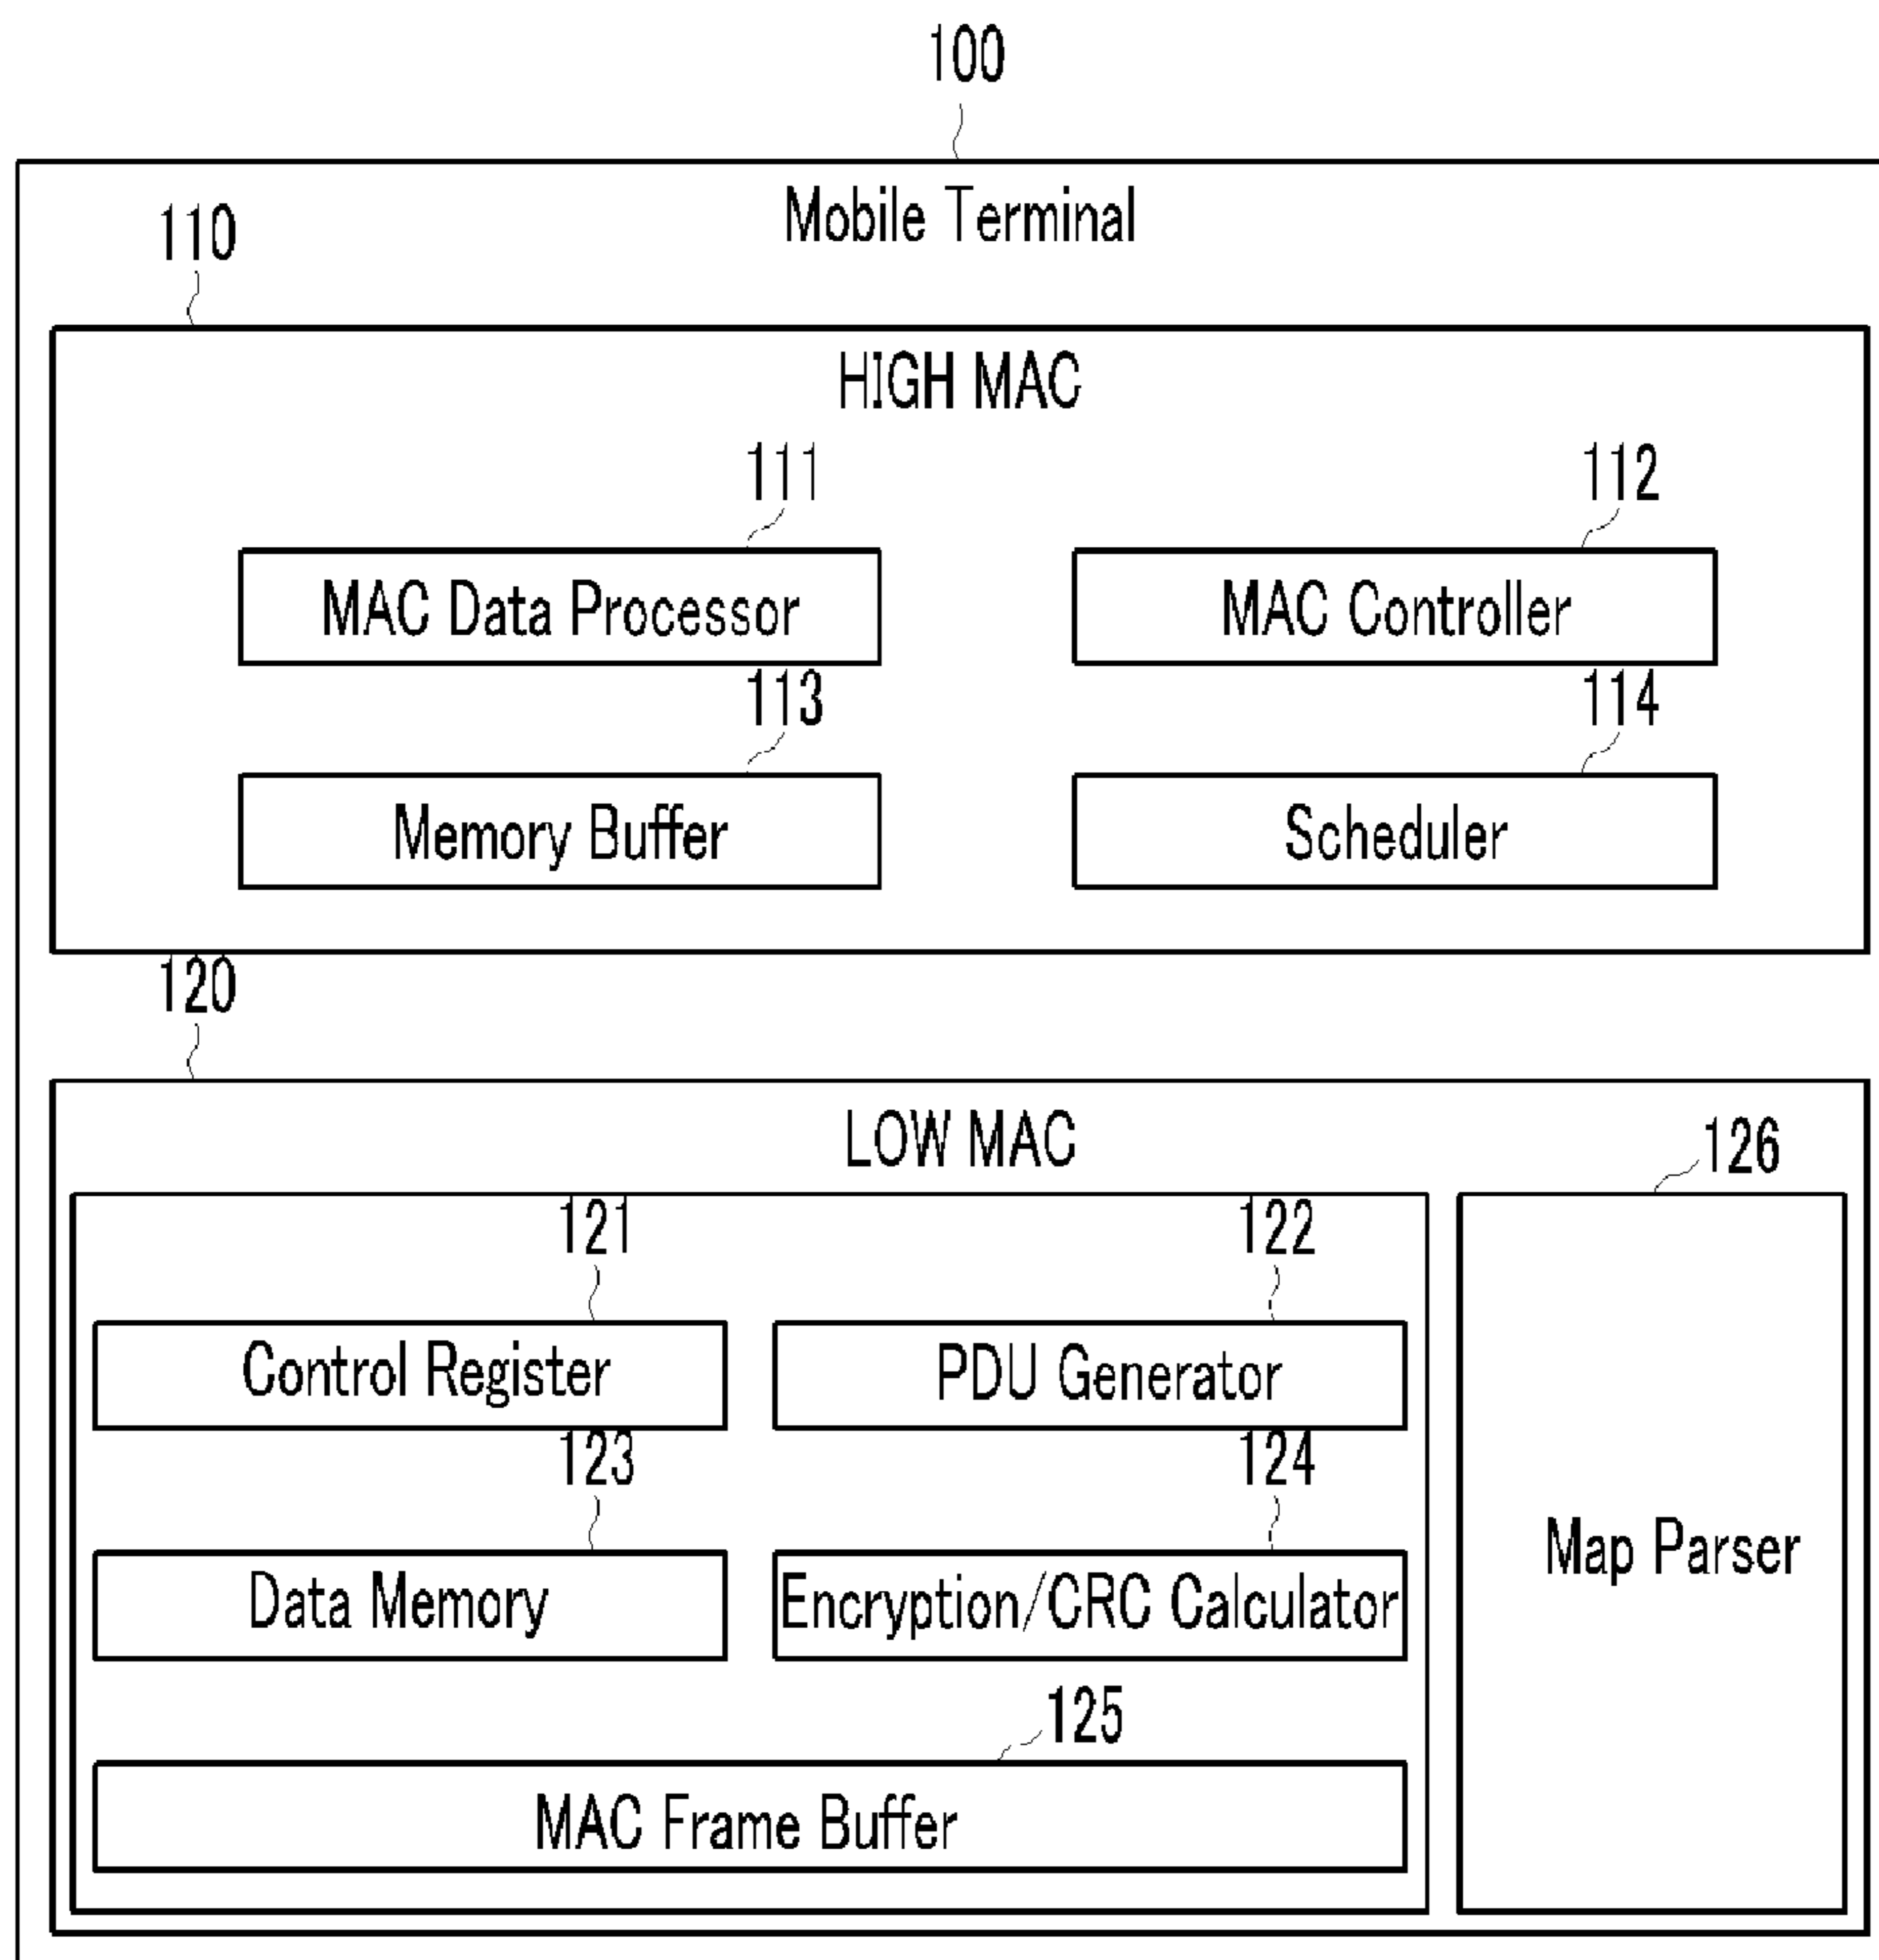 100
Mobile Terminal
110
HIGH MAC
111
112
MAC Data Processor
MAC Controller
113
114
Memory Buffer
Scheduler
120
LOW MAC
126
121
122
Control Register
PDU Generator
123
124
Data Memory
Encryption/CRC Calculator
Map Parser
125
MAC Frame Buffer